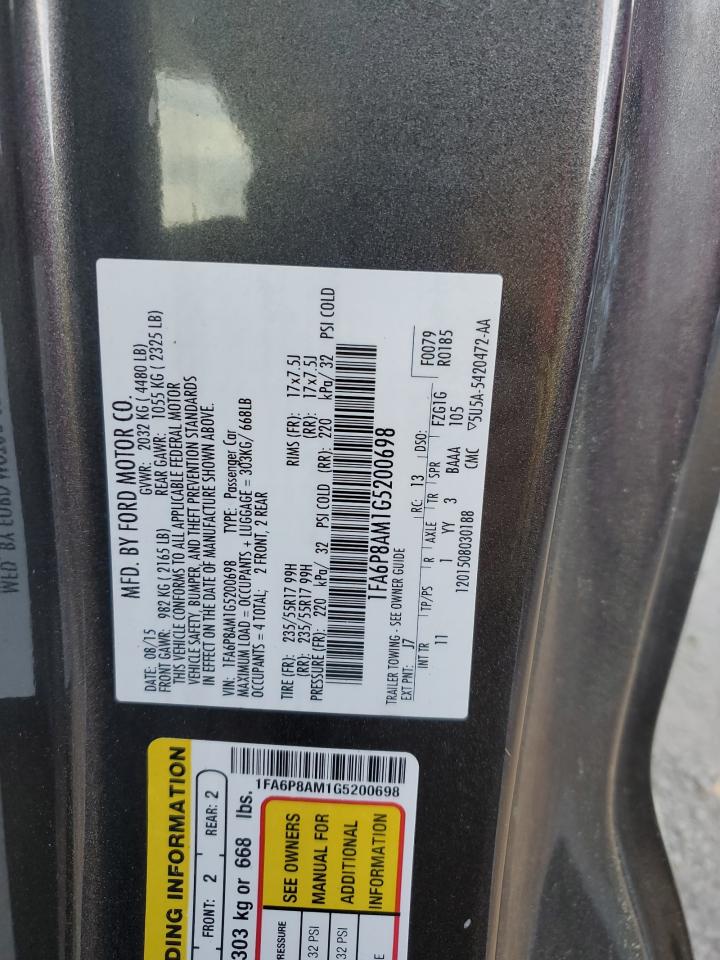 MFD. BY FORD MOTOR CO.
DATE: 08/15 GVWR: 2032 KG ( 4480 LB)
FRONT GAWR: 982 KG ( 2165 LB) REAR GAWR: 1055 KG ( 2325 LB)
THIS VEHICLE CONFORMS TO ALL APPLICABLE FEDERAL MOTOR
VEHICLE SAFETY, BUMPER, AND THEFT PREVENTION STANDARDS
IN EFFECT ON THE DATE OF MANUFACTURE SHOWN ABOVE.
VIN: 1FA6P8AM1G5200698 TYPE: Passenger Car
MAXIMUM LOAD = OCCUPANTS + LUGGAGE = 303KG/ 668LB
OCCUPANTS = 4 TOTAL; 2 FRONT, 2 REAR
TIRE (FR): 235/55R17 99H RIMS (FR): 17x7.5J
(RR): 235/55R17 99H (RR): 17x7.5J
PRESSURE (FR): 220 kPa/ 32 PSI COLD (RR): 220 kPa/ 32 PSI COLD
1FA6P8AM1G5200698
TRAILER TOWING - SEE OWNER GUIDE
EXT PNT: J7 RC: 13 DSO: F0079
R0185
INT TR TP/PS R AXLE TR SPR FZG1G
11 1 YY 3 BAAA 105
1201508030188 CMC ▽5U5A-5420472-AA
DING INFORMATION
FRONT: 2 REAR: 2
303 kg or 668 lbs.
1FA6P8AM1G5200698
PRESSURE SEE OWNERS
32 PSI MANUAL FOR
32 PSI ADDITIONAL
E INFORMATION